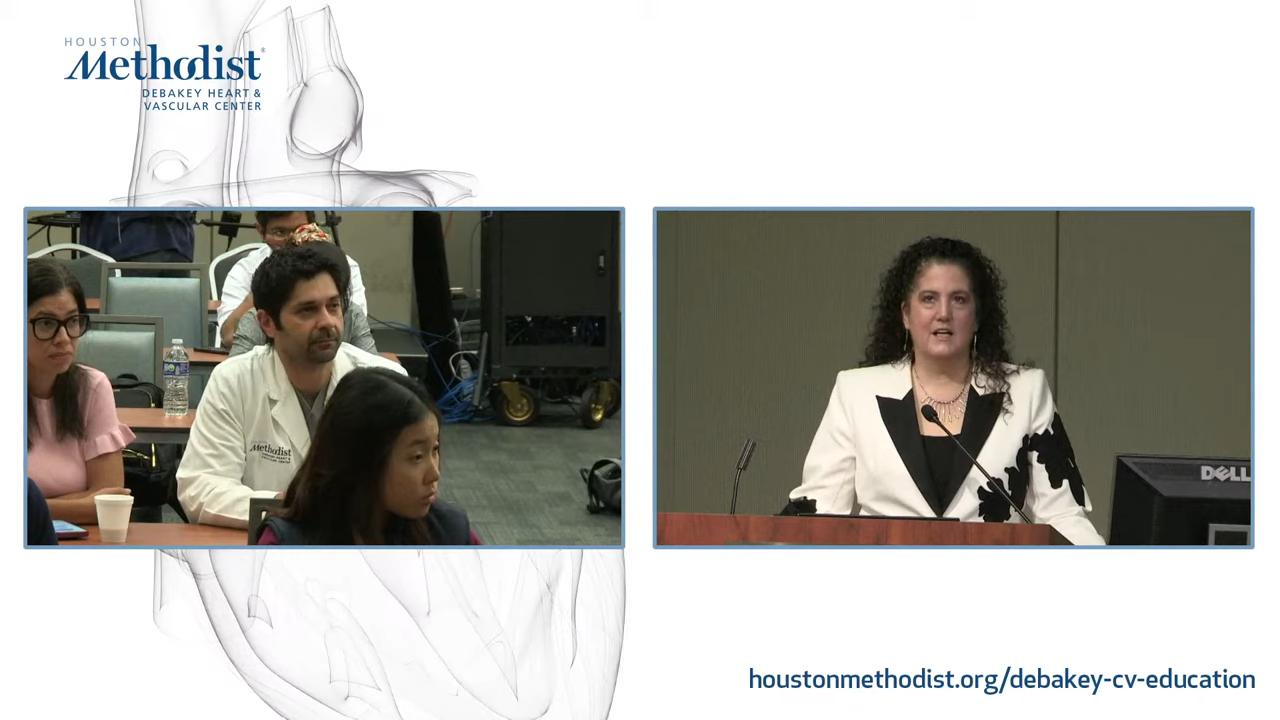 HOUSTON
Methodist®
DEBAKEY HEART &
VASCULAR CENTER
Methodist
DELL
houstonmethodist.org/debakey-cv-education